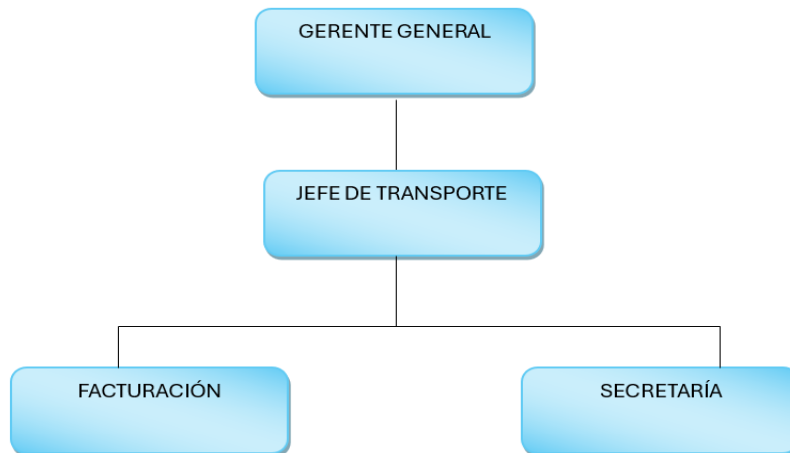 GERENTE GENERAL
JEFE DE TRANSPORTE
FACTURACIÓN
SECRETARÍA